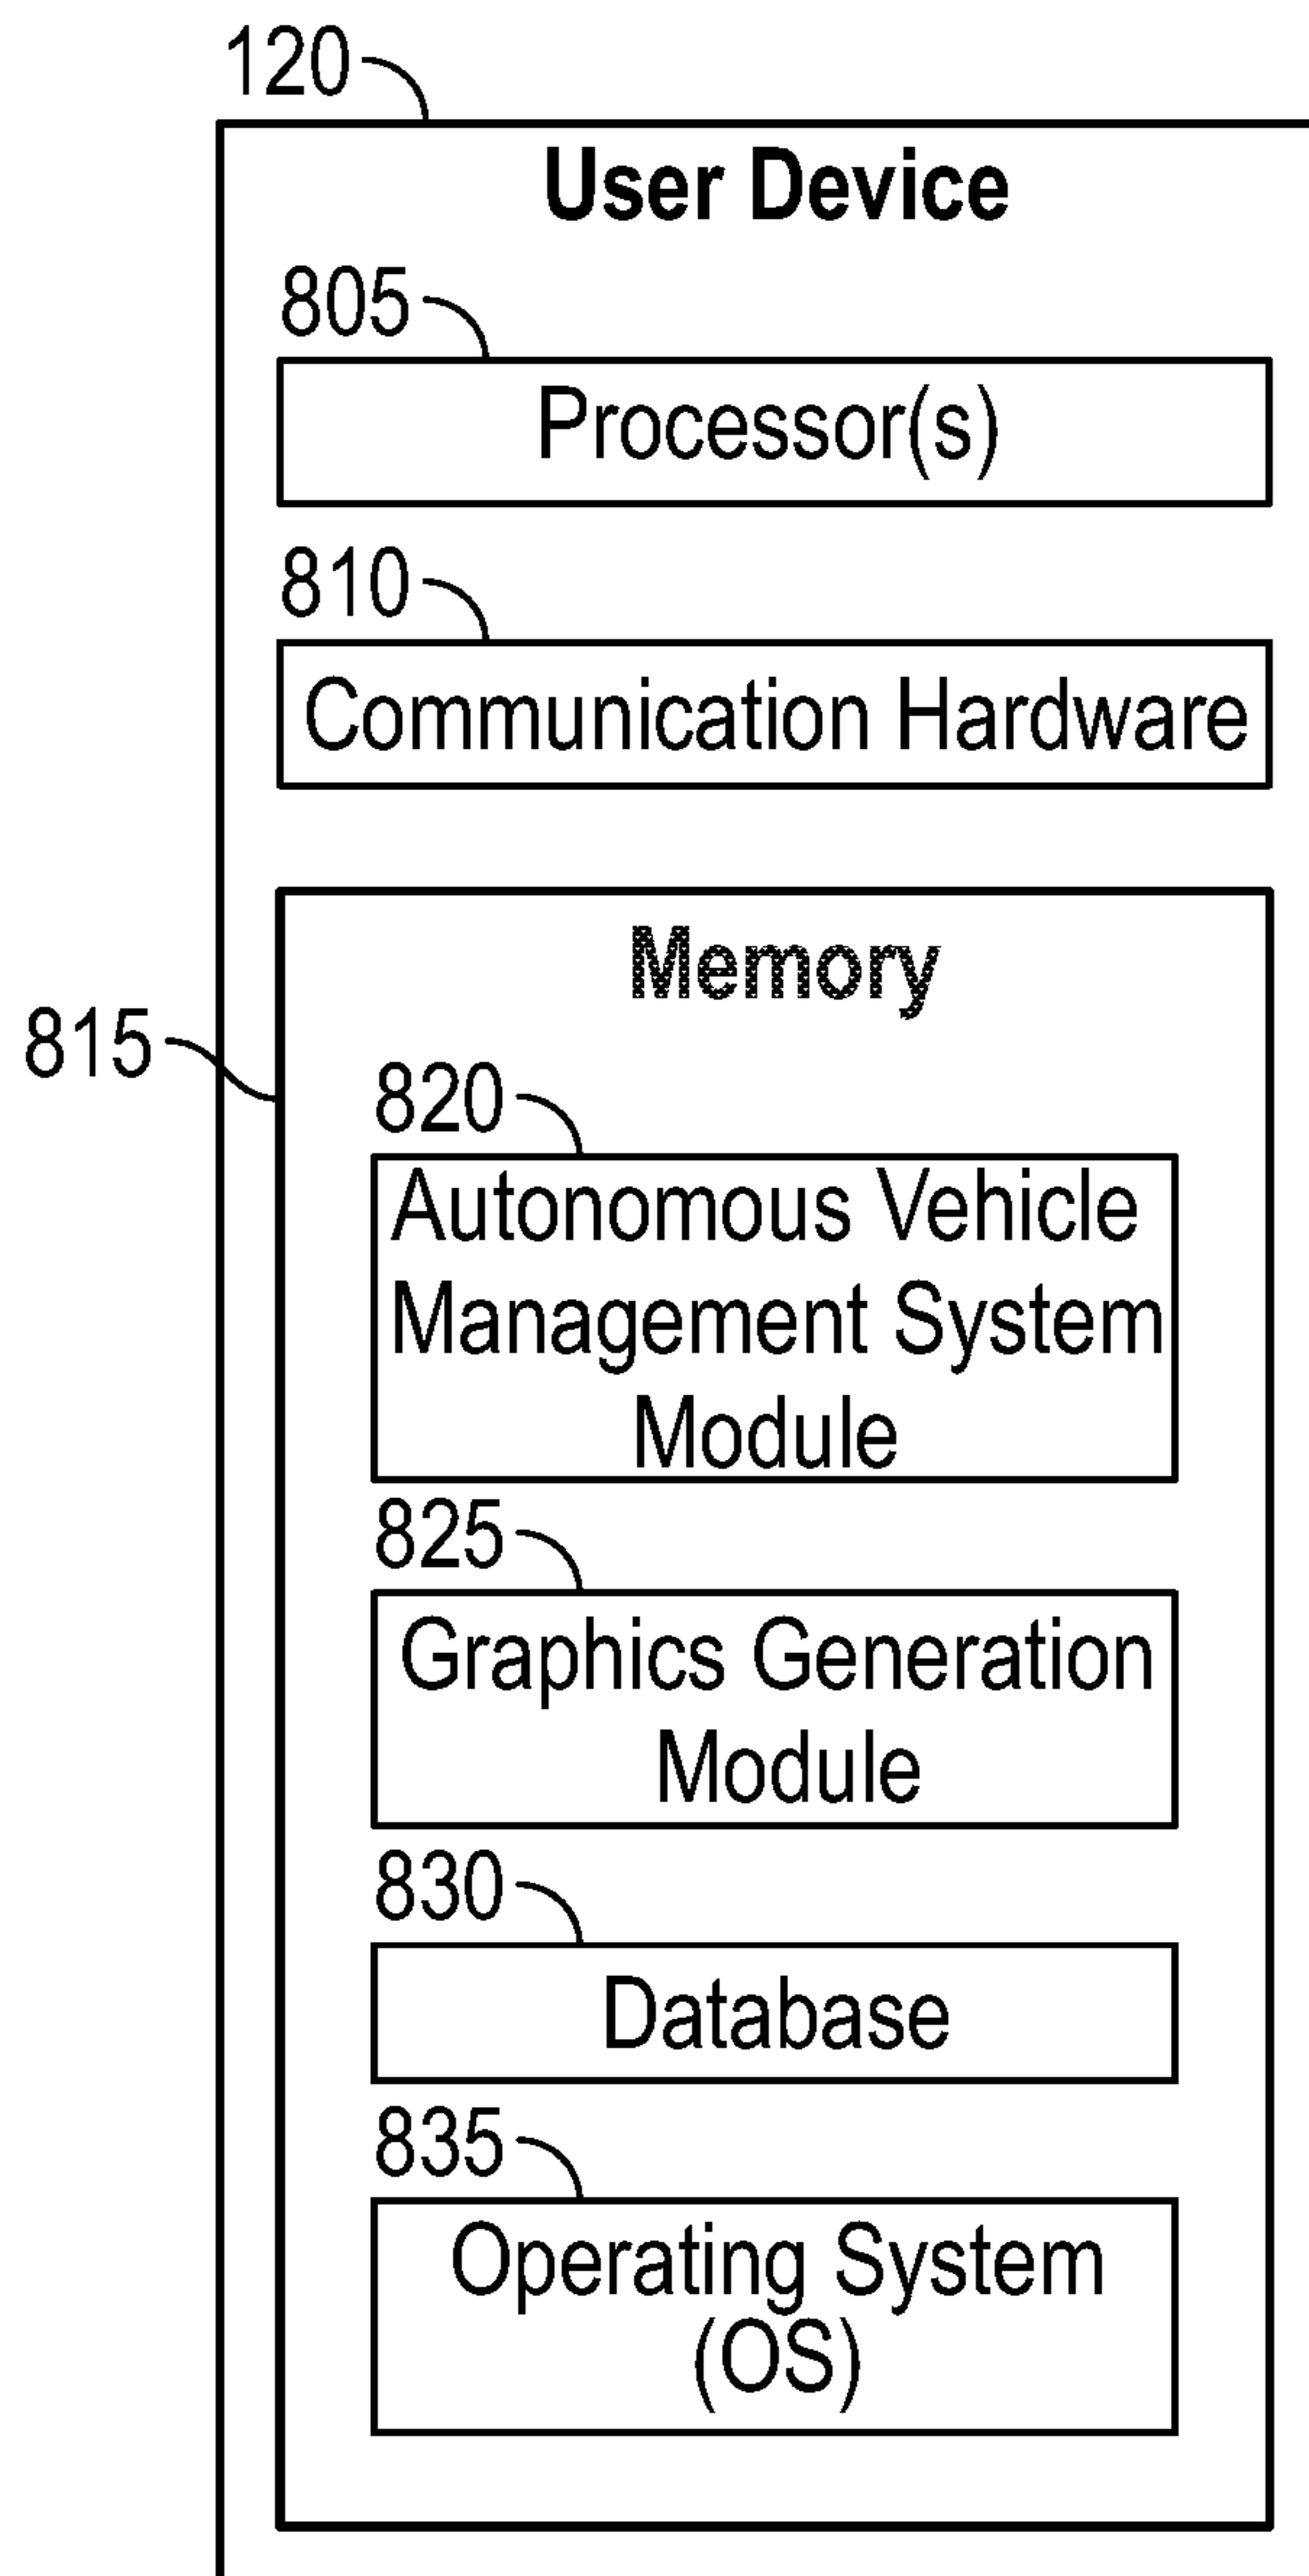 120
User Device
805
Processor(s)
810
Communication Hardware
Memory
815
820
Autonomous Vehicle
Management System
Module
825
Graphics Generation
Module
830
Database
835
Operating System
(OS)